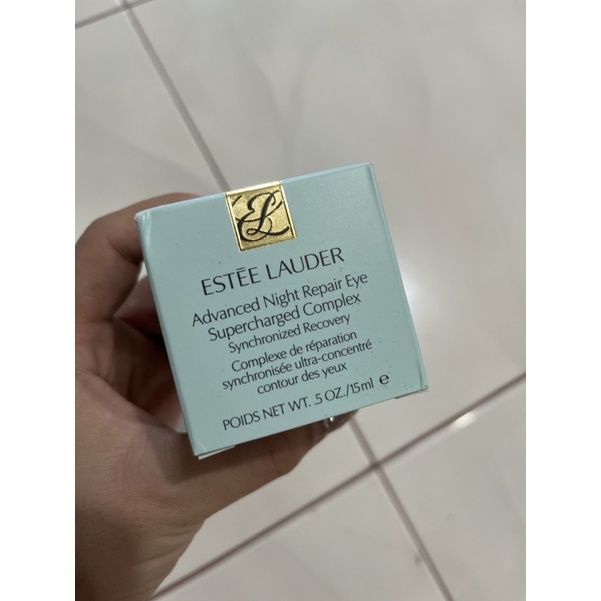 EL
ESTĒE LAUDER
Advanced Night Repair Eye
Supercharged Complex
Synchronized Recovery
Complexe de réparation
synchronisée ultra-concentré
contour des yeux
POIDS NET WT. .5 OZ./15ml ℮